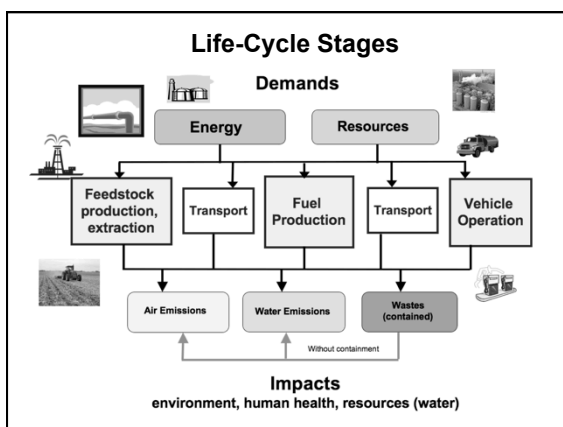 Life-Cycle Stages
Demands
Energy
Resources
Feedstock
production,
extraction
Transport
Fuel
Production
Transport
Vehicle
Operation
Air Emissions
Water Emissions
Wastes
(contained)
Without containment
Impacts
environment, human health, resources (water)